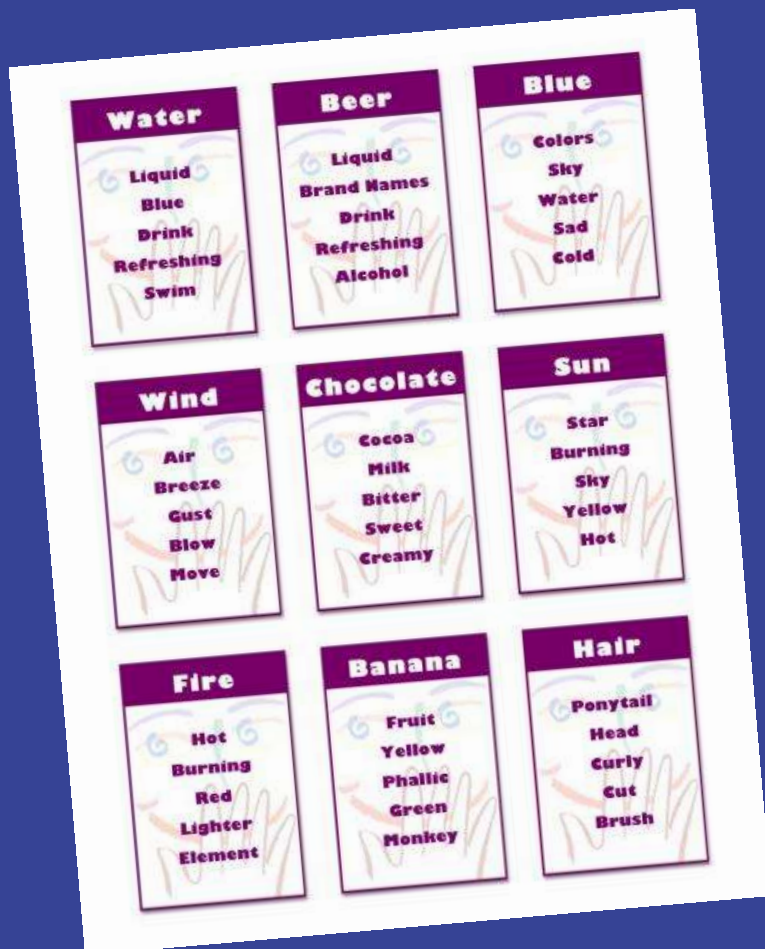 Water
Liquid
Blue
Drink
Refreshing
Swim
Beer
Liquid
Brand Names
Drink
Refreshing
Alcohol
Blue
Colors
Sky
Water
Sad
Cold
Wind
Air
Breeze
Gust
Blow
Move
Chocolate
Cocoa
Milk
Bitter
Sweet
Creamy
Sun
Star
Burning
Sky
Yellow
Hot
Fire
Hot
Burning
Red
Lighter
Element
Banana
Fruit
Yellow
Phallic
Green
Monkey
Hair
Ponytail
Head
Curly
Cut
Brush